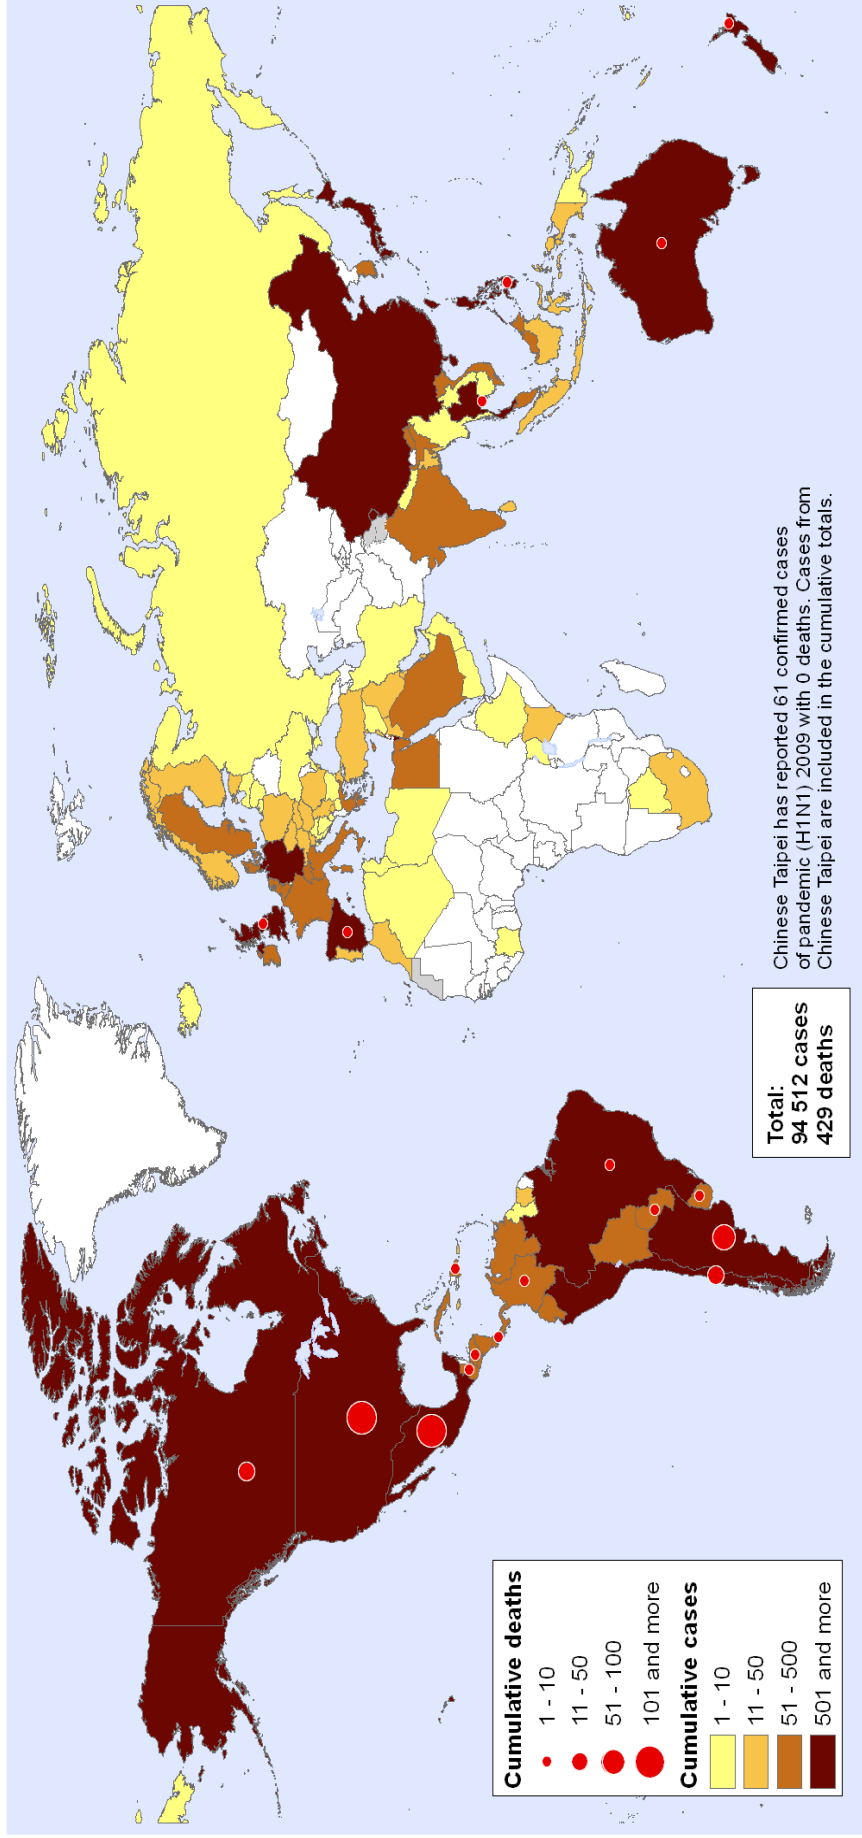 Chinese Taipei has reported 61 confirmed cases
of pandemic (H1N1) 2009 with 0 deaths. Cases from
Chinese Taipei are included in the cumulative totals.
Total:
94 512 cases
429 deaths
Cumulative deaths
1 - 10
11 - 50
51 - 100
101 and more
Cumulative cases
1 - 10
11 - 50
51 - 500
501 and more